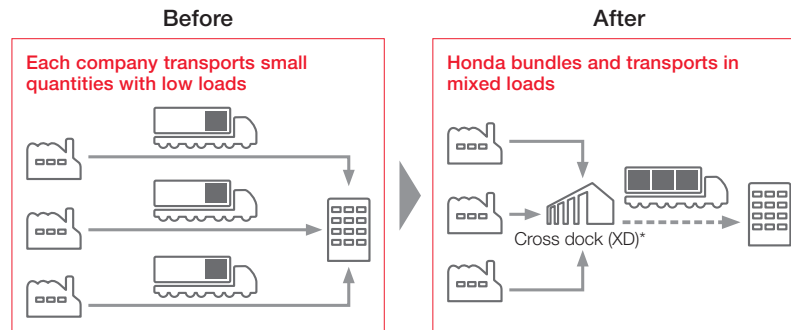 Before
Each company transports small
quantities with low loads
After
Honda bundles and transports in
mixed loads
Cross dock (XD)*